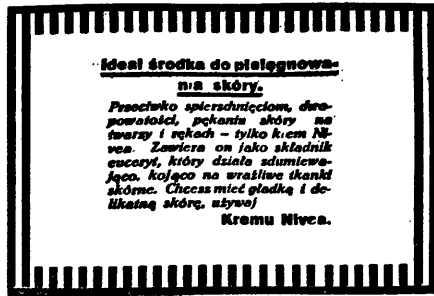 Ideał środka do pielęgnowa-
nia skóry.
Przeciwko spierzchnięciom, chro-
powatości, pękaniu skóry na
twarzy i rękach – tylko krem Ni-
vea. Zawiera on jako składnik
euceryt, który działa zdumiewa-
jąco, kojąco na wrażliwe tkanki
skórne. Chcesz mieć gładką i de-
likatną skórę, używaj
Kremu Nivea.